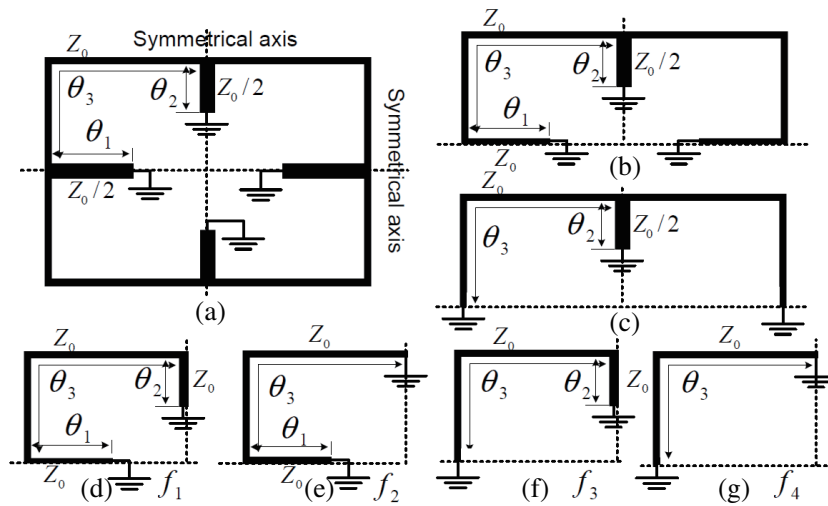 Symmetrical axis
Z₀
θ₃
θ₂
Z₀/2
θ₁
Z₀/2
Symmetrical axis
(a)
Z₀
θ₃
θ₂
Z₀/2
θ₁
Z₀
(b)
Z₀
θ₃
θ₂
Z₀/2
(c)
Z₀
θ₃
θ₂
Z₀
θ₁
Z₀
(d)
f₁
Z₀
θ₃
θ₁
Z₀
(e)
f₂
Z₀
θ₃
θ₂
Z₀
(f)
f₃
Z₀
θ₃
(g)
f₄